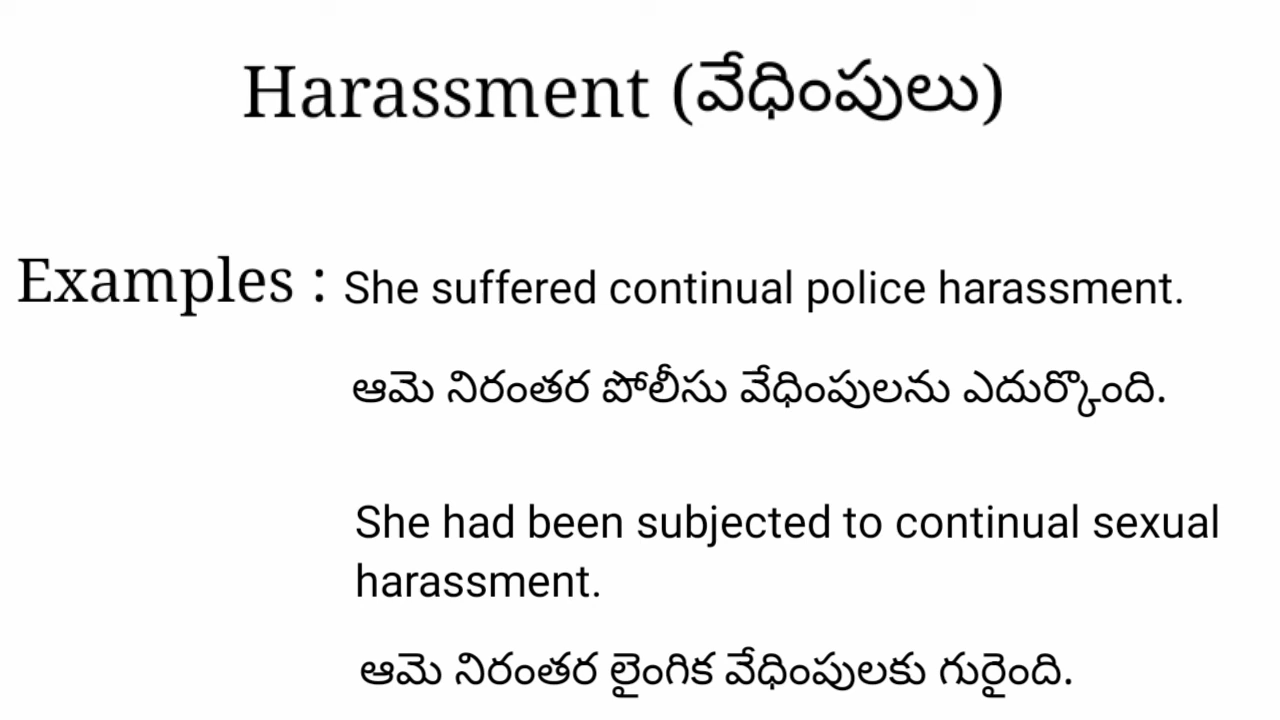 Harassment (వేధింపులు)
Examples : She suffered continual police harassment.
ఆమె నిరంతర పోలీసు వేధింపులను ఎదుర్కొంది.
She had been subjected to continual sexual
harassment.
ఆమె నిరంతర లైంగిక వేధింపులకు గురైంది.